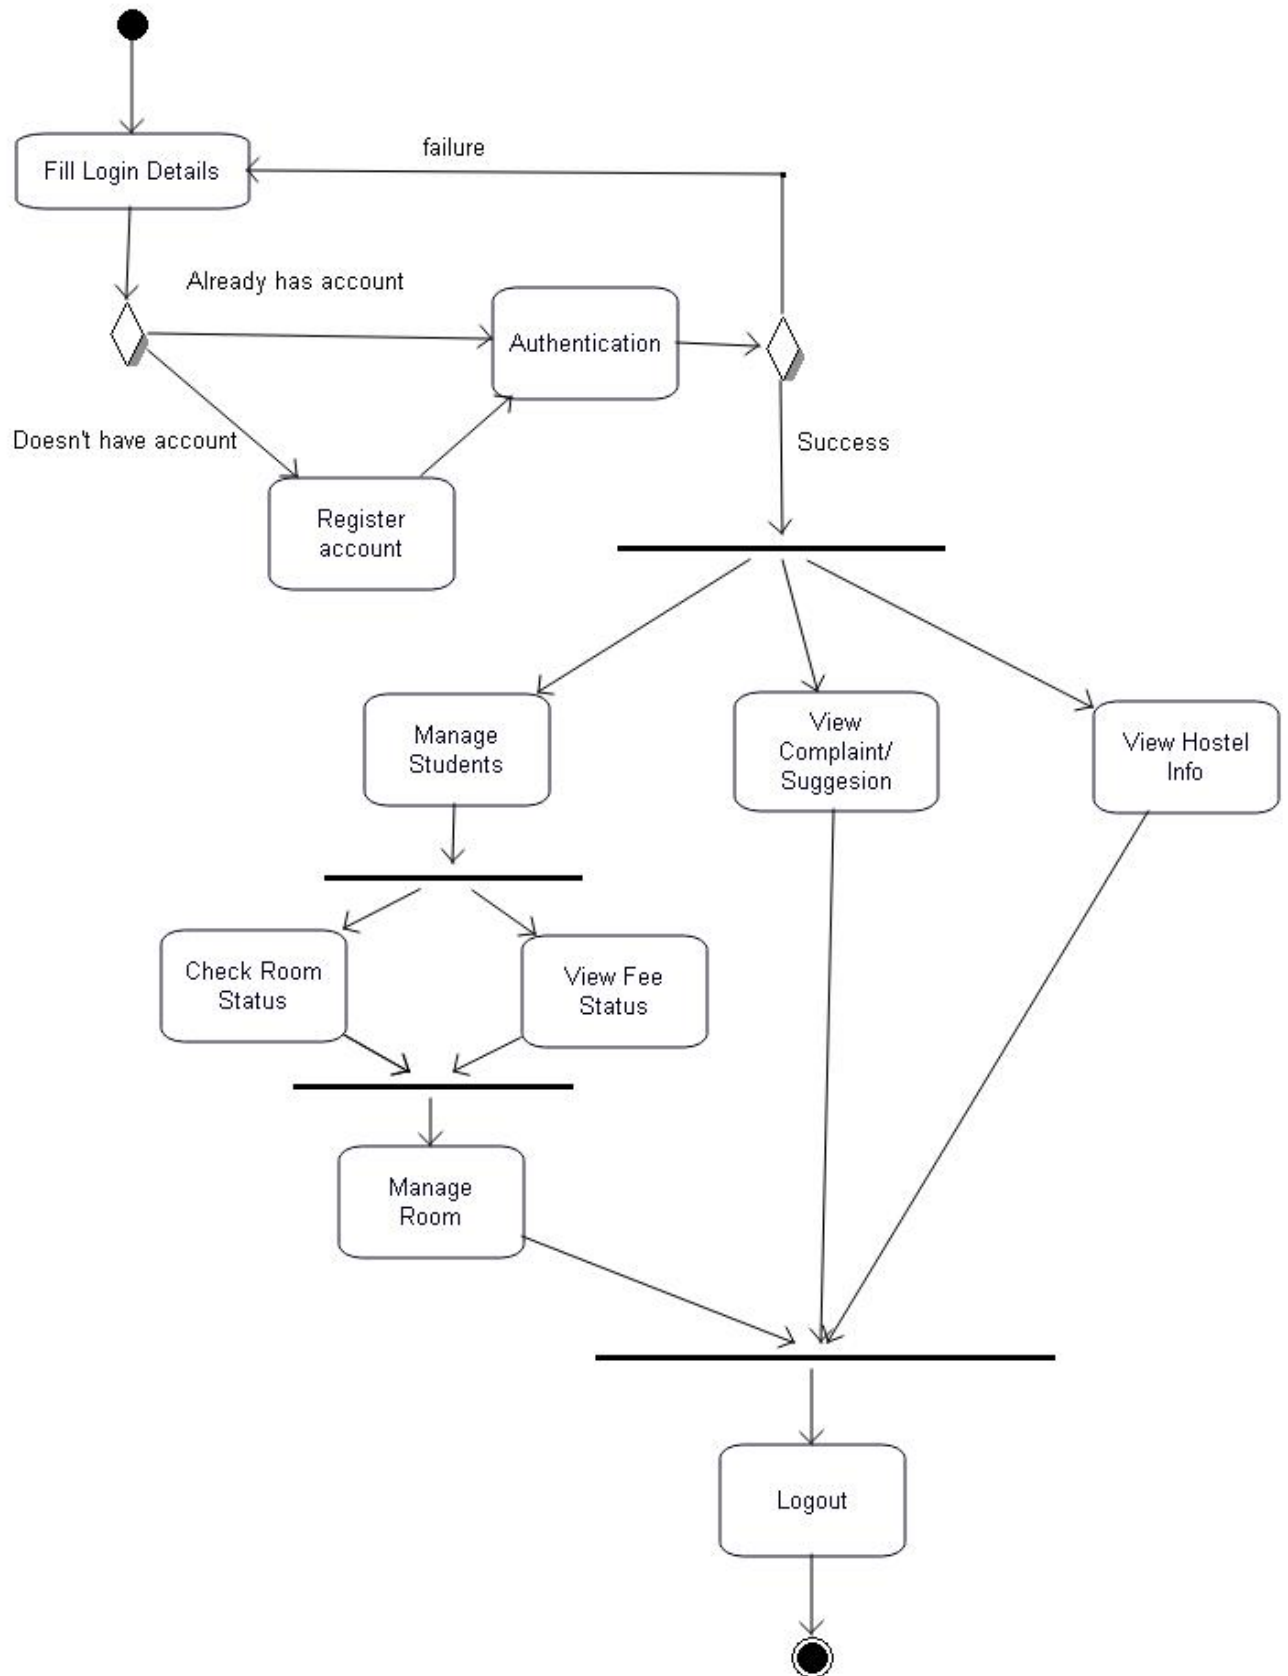 failure
Fill Login Details
Already has account
Authentication
Doesn't have account
Success
Register
account
Manage
Students
View
Complaint/
Suggesion
View Hostel
Info
Check Room
Status
View Fee
Status
Manage
Room
Logout